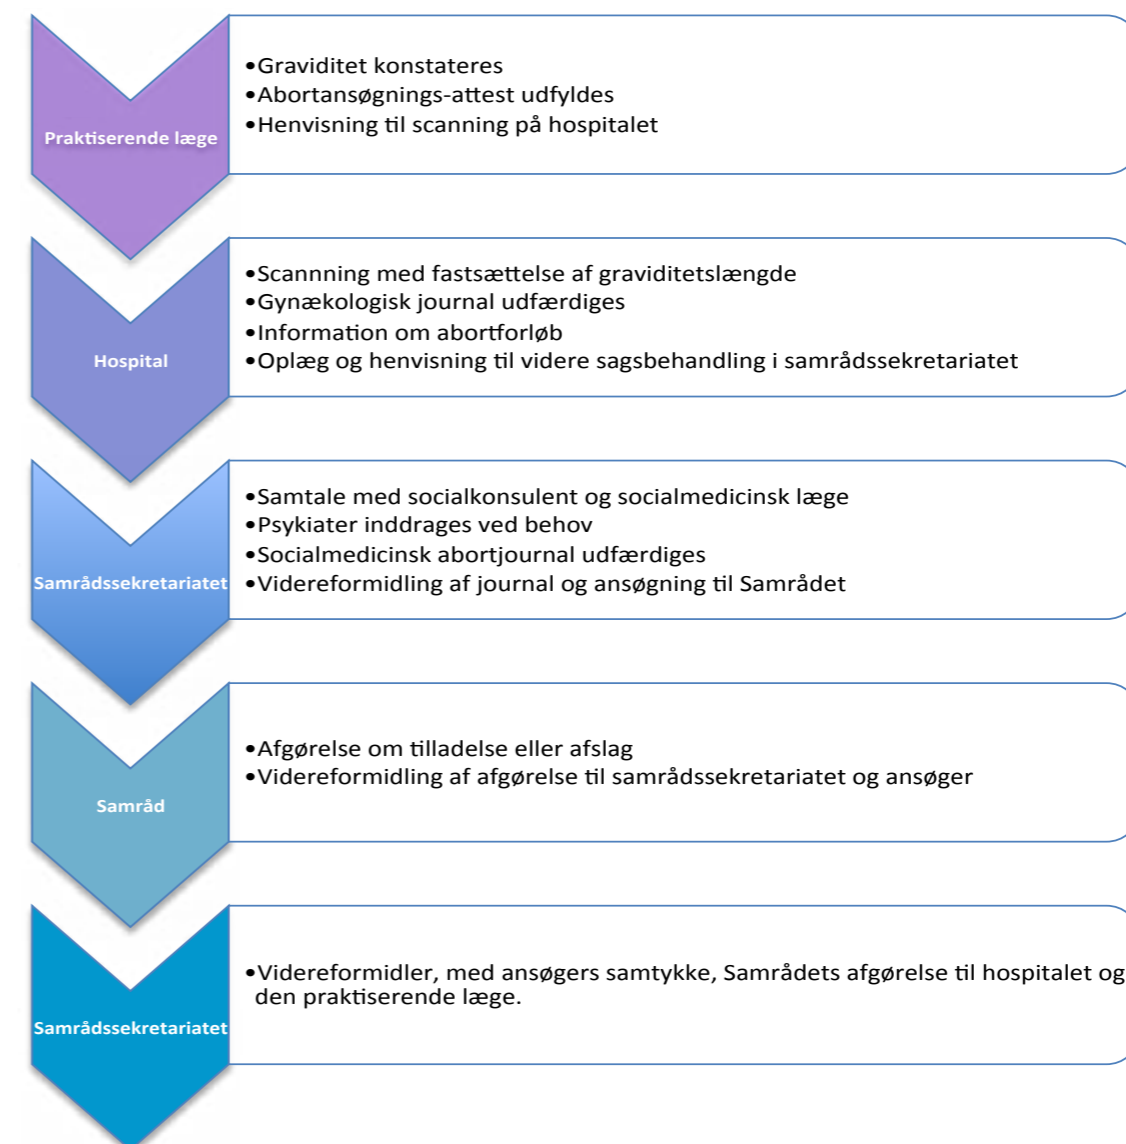 Praktiserende læge
•Graviditet konstateres
•Abortansøgnings-attest udfyldes
•Henvisning til scanning på hospitalet
Hospital
•Scannning med fastsættelse af graviditetslængde
•Gynækologisk journal udfærdiges
•Information om abortforløb
•Oplæg og henvisning til videre sagsbehandling i samrådssekretariatet
Samrådssekretariatet
•Samtale med socialkonsulent og socialmedicinsk læge
•Psykiater inddrages ved behov
•Socialmedicinsk abortjournal udfærdiges
•Videreformidling af journal og ansøgning til Samrådet
Samråd
•Afgørelse om tilladelse eller afslag
•Videreformidling af afgørelse til samrådssekretariatet og ansøger
Samrådssekretariatet
•Videreformidler, med ansøgers samtykke, Samrådets afgørelse til hospitalet og
den praktiserende læge.